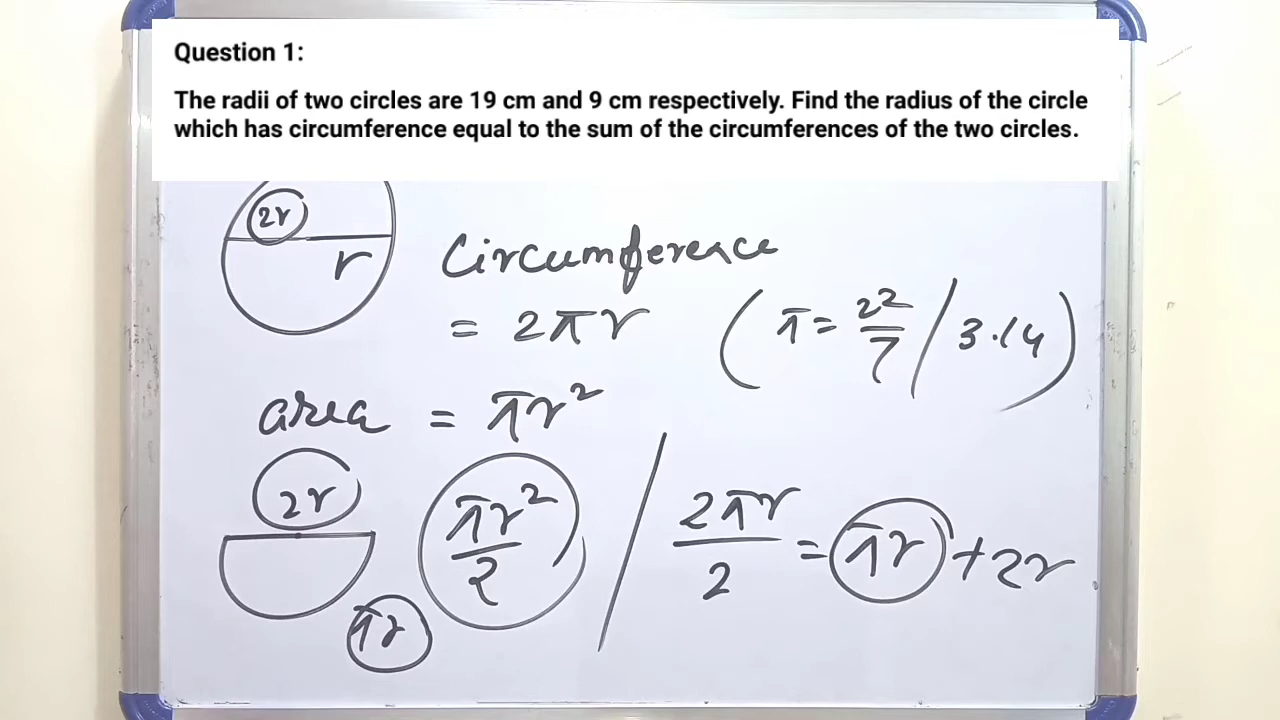 Question 1:
The radii of two circles are 19 cm and 9 cm respectively. Find the radius of the circle
which has circumference equal to the sum of the circumferences of the two circles.
2r
r
Circumference
= 2πr (π = 22/7 / 3.14)
area = πr²
2r
πr²/2 / 2πr/2 = πr + 2r
πr